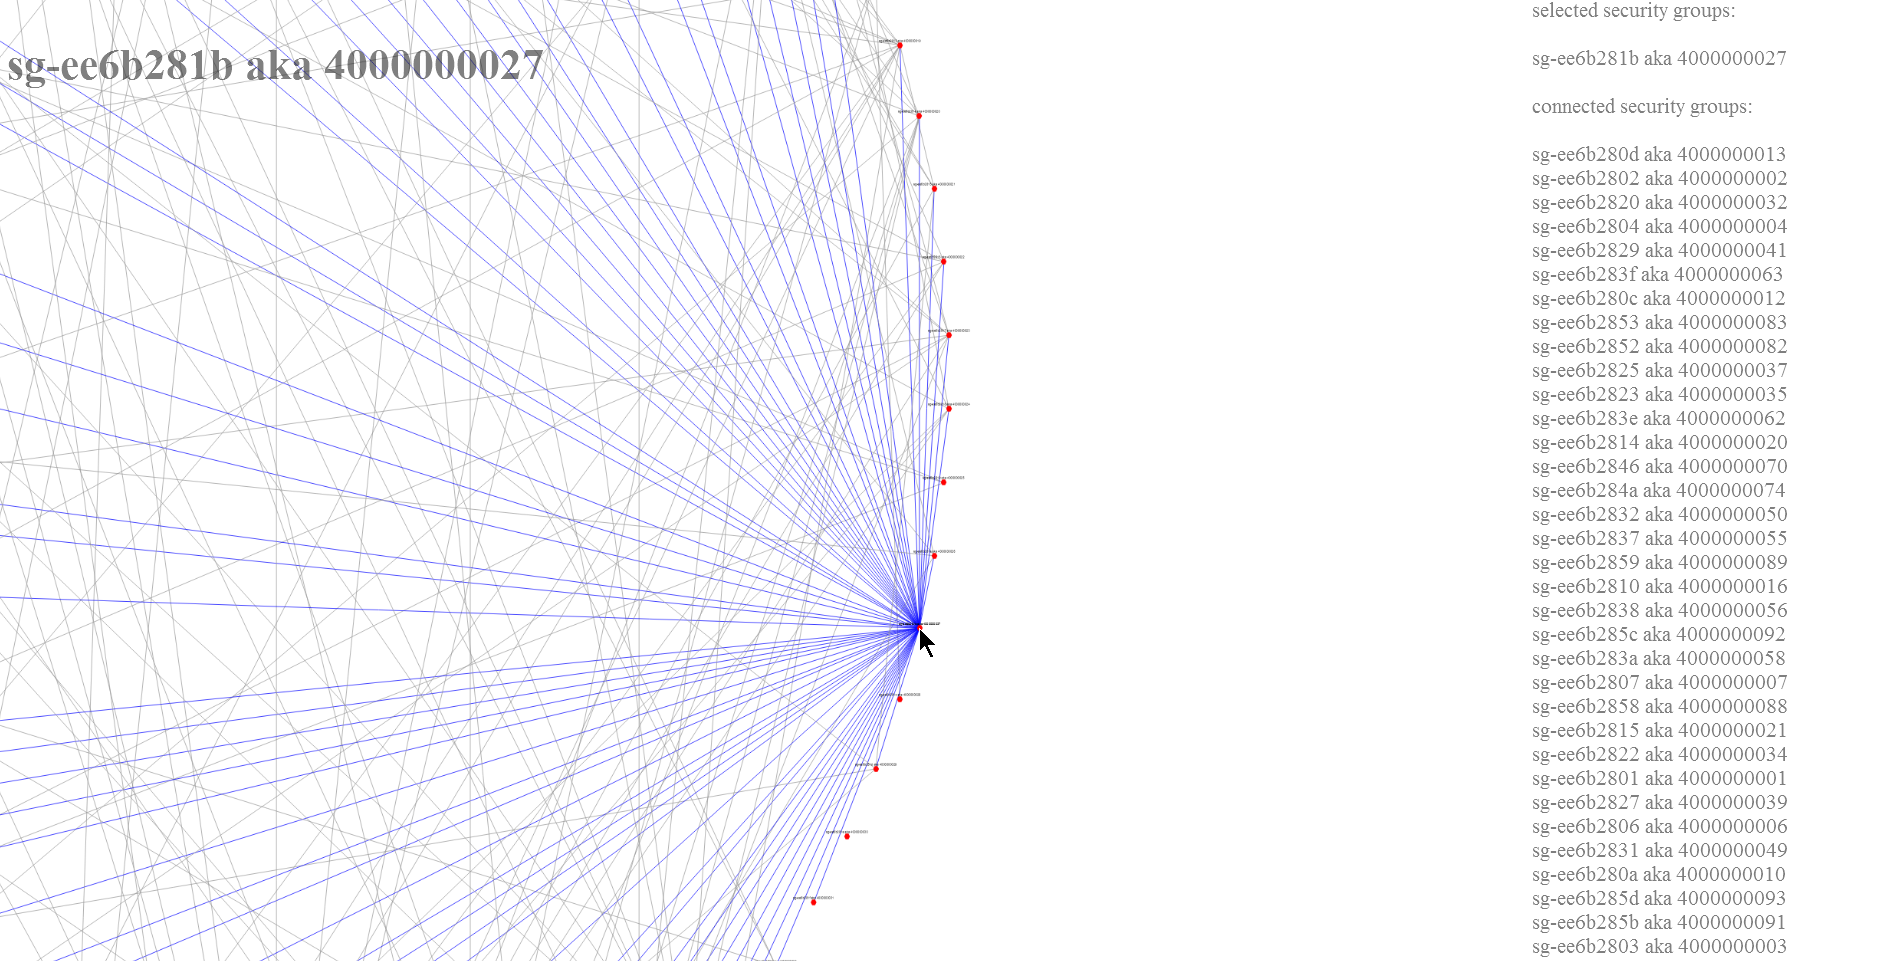 sg-ee6b281b aka 4000000027
selected security groups:
sg-ee6b281b aka 4000000027
connected security groups:
sg-ee6b280d aka 4000000013
sg-ee6b2802 aka 4000000002
sg-ee6b2820 aka 4000000032
sg-ee6b2804 aka 4000000004
sg-ee6b2829 aka 4000000041
sg-ee6b283f aka 4000000063
sg-ee6b280c aka 4000000012
sg-ee6b2853 aka 4000000083
sg-ee6b2852 aka 4000000082
sg-ee6b2825 aka 4000000037
sg-ee6b2823 aka 4000000035
sg-ee6b283e aka 4000000062
sg-ee6b2814 aka 4000000020
sg-ee6b2846 aka 4000000070
sg-ee6b284a aka 4000000074
sg-ee6b2832 aka 4000000050
sg-ee6b2837 aka 4000000055
sg-ee6b2859 aka 4000000089
sg-ee6b2810 aka 4000000016
sg-ee6b2838 aka 4000000056
sg-ee6b285c aka 4000000092
sg-ee6b283a aka 4000000058
sg-ee6b2807 aka 4000000007
sg-ee6b2858 aka 4000000088
sg-ee6b2815 aka 4000000021
sg-ee6b2822 aka 4000000034
sg-ee6b2801 aka 4000000001
sg-ee6b2827 aka 4000000039
sg-ee6b2806 aka 4000000006
sg-ee6b2831 aka 4000000049
sg-ee6b280a aka 4000000010
sg-ee6b285d aka 4000000093
sg-ee6b285b aka 4000000091
sg-ee6b2803 aka 4000000003